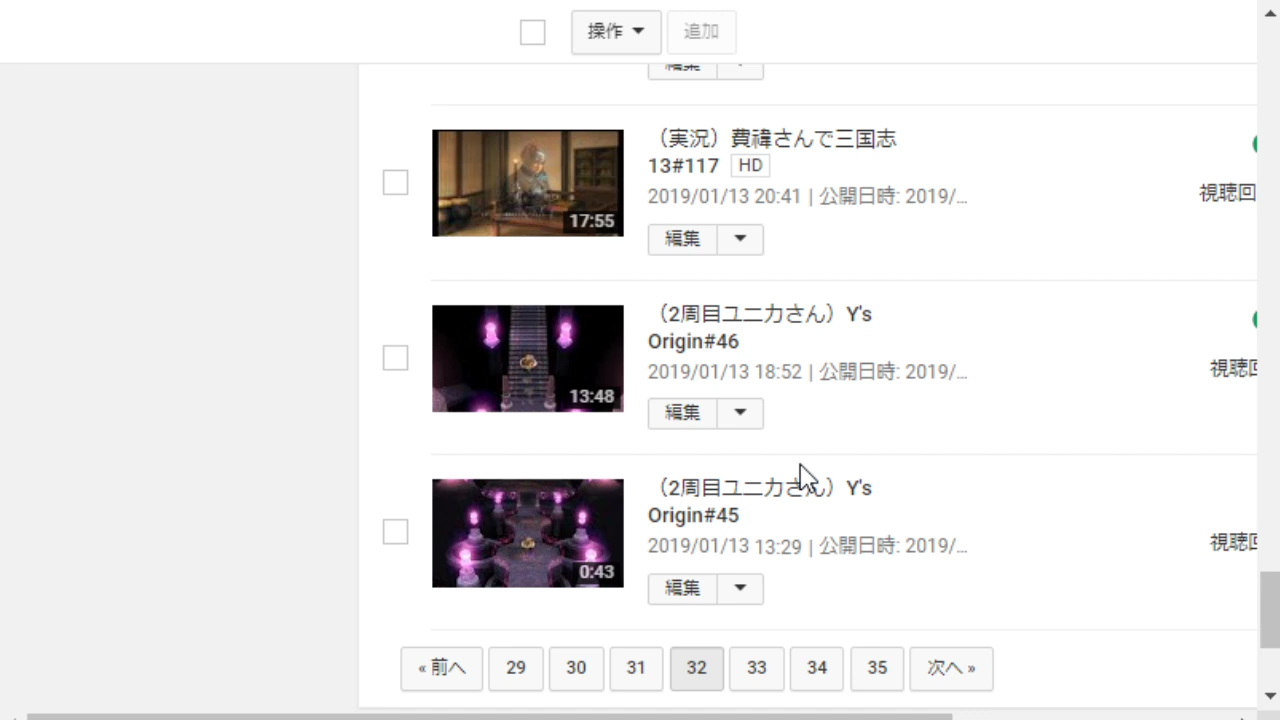 操作
追加
編集
（実況）費禕さんで三国志
13#117 HD
2019/01/13 20:41 | 公開日時: 2019/...
視聴回
17:55
編集
（2周目ユニカさん）Y's
Origin#46
2019/01/13 18:52 | 公開日時: 2019/...
視聴回
13:48
編集
（2周目ユニカさん）Y's
Origin#45
2019/01/13 13:29 | 公開日時: 2019/...
視聴回
0:43
編集
« 前へ 29 30 31 32 33 34 35 次へ »